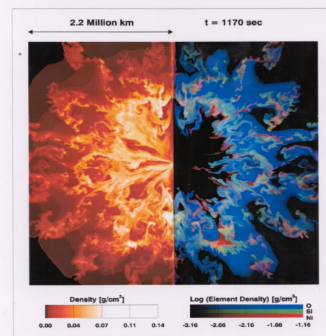 2.2 Million km t = 1170 sec
Density [g/cm³] Log (Element Density) [g/cm³]
O
Si
Ni
0.00 0.04 0.07 0.11 0.14 -3.16 -2.66 -2.16 -1.66 -1.16